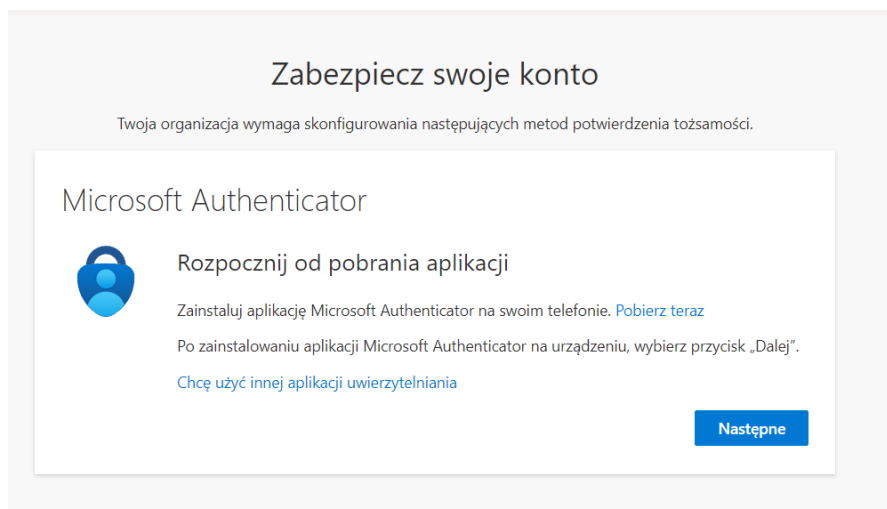 Zabezpiecz swoje konto
Twoja organizacja wymaga skonfigurowania następujących metod potwierdzenia tożsamości.
Microsoft Authenticator
Rozpocznij od pobrania aplikacji
Zainstaluj aplikację Microsoft Authenticator na swoim telefonie. Pobierz teraz
Po zainstalowaniu aplikacji Microsoft Authenticator na urządzeniu, wybierz przycisk „Dalej”.
Chcę użyć innej aplikacji uwierzytelniania
Następne